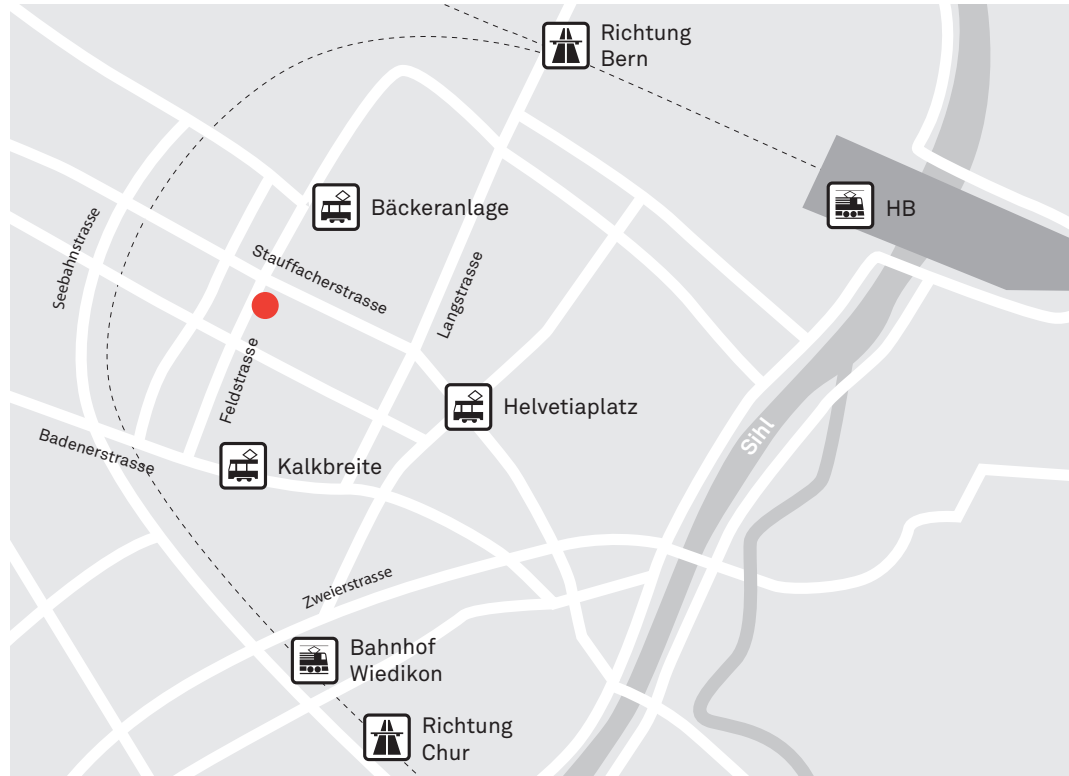 Richtung
Bern
HB
Bäckeranlage
Seebahnstrasse
Stauffacherstrasse
Langstrasse
Feldstrasse
Helvetiaplatz
Badenerstrasse
Kalkbreite
Sihl
Zweierstrasse
Bahnhof
Wiedikon
Richtung
Chur